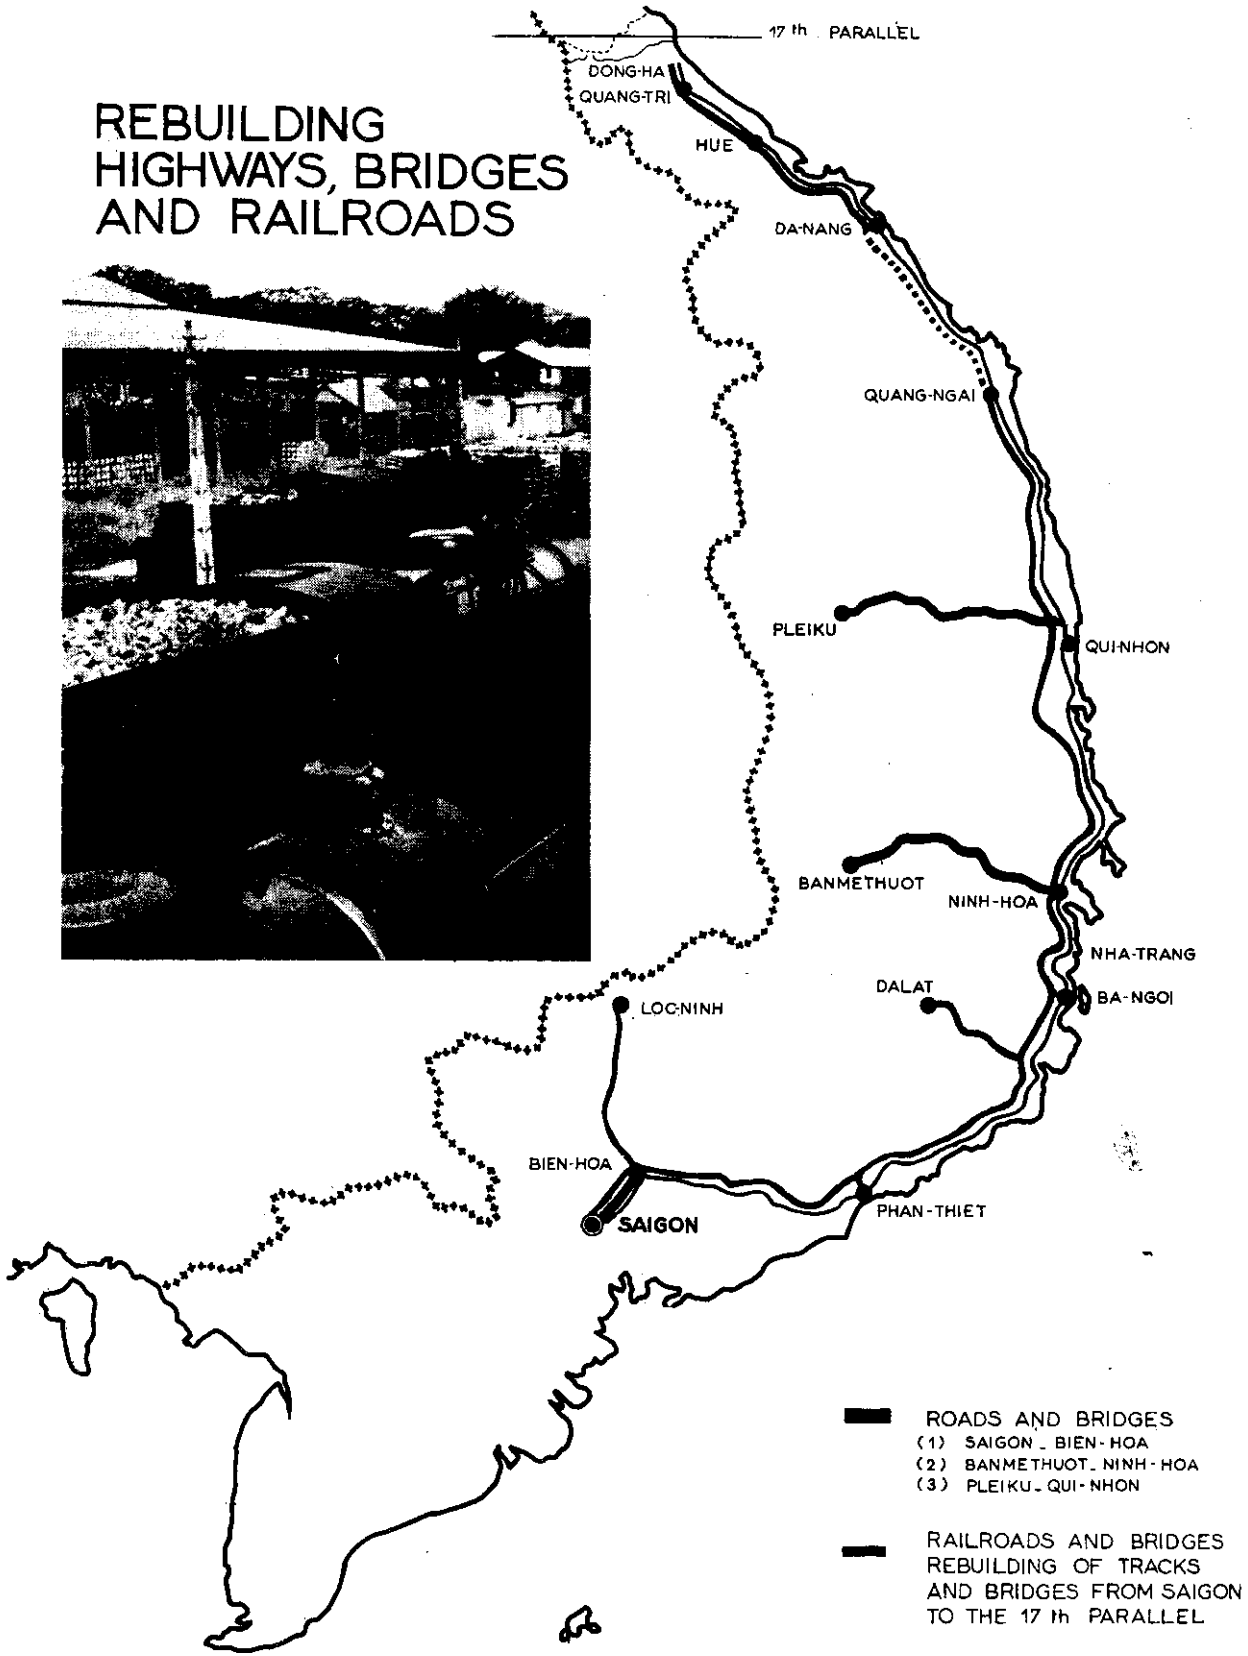 17 th PARALLEL
DONG-HA
QUANG-TRI
REBUILDING
HIGHWAYS, BRIDGES
AND RAILROADS
HUE
DA-NANG
QUANG-NGAI
PLEIKU
QUI-NHON
BANMETHUOT
NINH-HOA
NHA-TRANG
DALAT
BA-NGOI
LOC-NINH
BIEN-HOA
PHAN-THIET
SAIGON
ROADS AND BRIDGES
(1) SAIGON - BIEN-HOA
(2) BANMETHUOT - NINH-HOA
(3) PLEIKU - QUI-NHON
RAILROADS AND BRIDGES
REBUILDING OF TRACKS
AND BRIDGES FROM SAIGON
TO THE 17 th PARALLEL